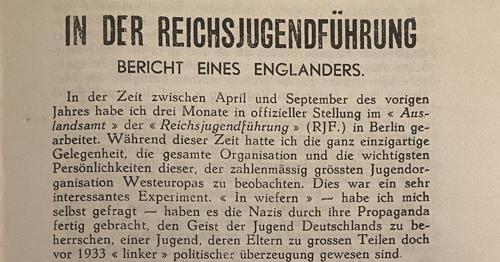 IN DER REICHSJUGENDFÜHRUNG
BERICHT EINES ENGLANDERS.
In der Zeit zwischen April und September des vorigen
Jahres habe ich drei Monate in offizieller Stellung im « Aus-
landsamt » der « Reichsjugendführung » (RJF.) in Berlin ge-
arbeitet. Während dieser Zeit hatte ich die ganz einzigartige
Gelegenheit, die gesamte Organisation und die wichtigsten
Persönlichkeiten dieser, der zahlenmässig grössten Jugendor-
ganisation Westeuropas zu beobachten. Dies war ein sehr
interessantes Experiment. « In wiefern » — habe ich mich
selbst gefragt — haben es die Nazis durch ihre Propaganda
fertig gebracht, den Geist der Jugend Deutschlands zu be-
herrschen, einer Jugend, deren Eltern zu grossen Teilen doch
vor 1933 « linker » politischer überzeugung gewesen sind.